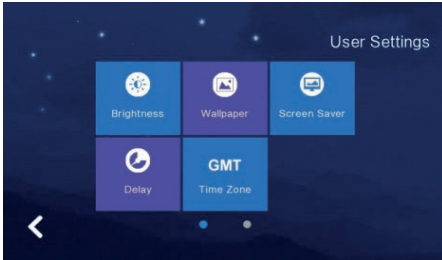 User Settings
Brightness
Wallpaper
Screen Saver
Delay
GMT
Time Zone